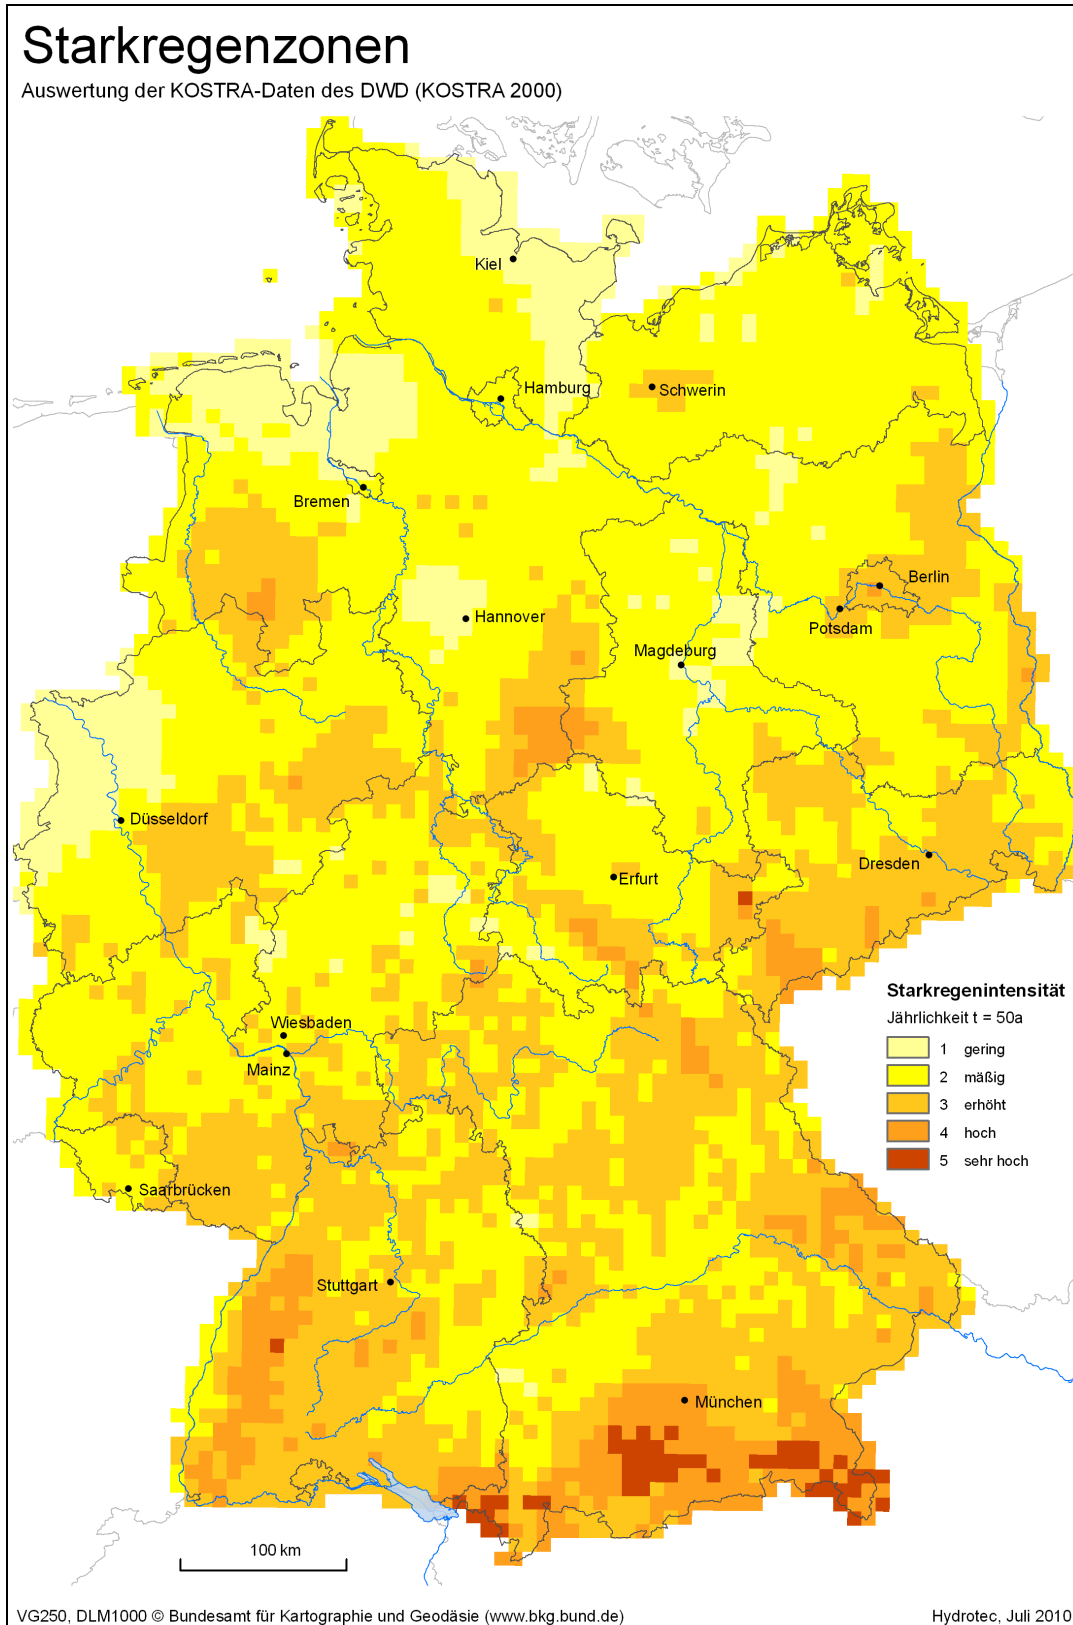 Starkregenzonen
Auswertung der KOSTRA-Daten des DWD (KOSTRA 2000)
Kiel
Hamburg
Schwerin
Bremen
Berlin
Hannover
Potsdam
Magdeburg
Düsseldorf
Dresden
Erfurt
Wiesbaden
Mainz
Saarbrücken
Stuttgart
München
Starkregenintensität
Jährlichkeit t = 50a
1 gering
2 mäßig
3 erhöht
4 hoch
5 sehr hoch
100 km
VG250, DLM1000 © Bundesamt für Kartographie und Geodäsie (www.bkg.bund.de)
Hydrotec, Juli 2010